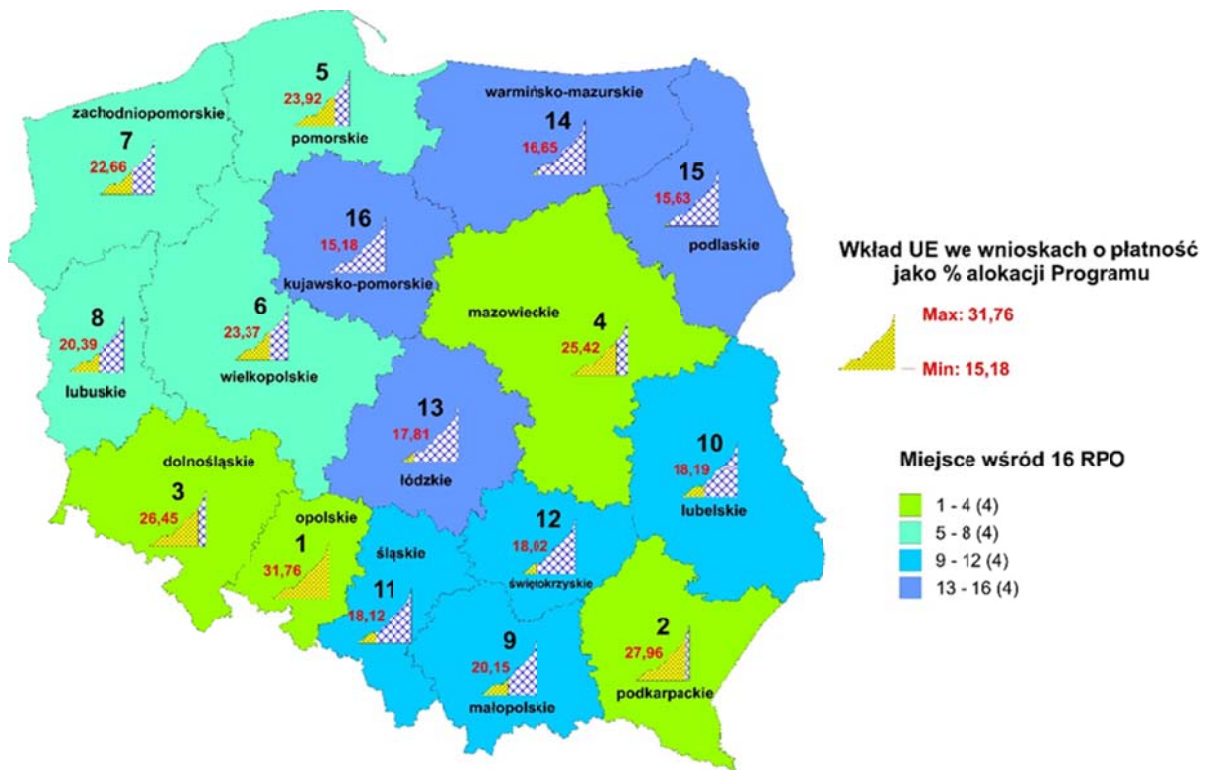 5
23,92
pomorskie
zachodniopomorskie
7
22,66
warmińsko-mazurskie
14
16,65
15
15,63
podlaskie
16
15,18
kujawsko-pomorskie
8
20,39
lubuskie
6
23,37
wielkopolskie
mazowieckie
4
25,42
13
17,81
łódzkie
10
18,19
lubelskie
dolnośląskie
3
26,45
opolskie
1
31,76
śląskie
11
18,12
12
18,02
świętokrzyskie
9
20,15
małopolskie
2
27,96
podkarpackie
Wkład UE we wnioskach o płatność
jako % alokacji Programu
Max: 31,76
Min: 15,18
Miejsce wśród 16 RPO
1 - 4 (4)
5 - 8 (4)
9 - 12 (4)
13 - 16 (4)